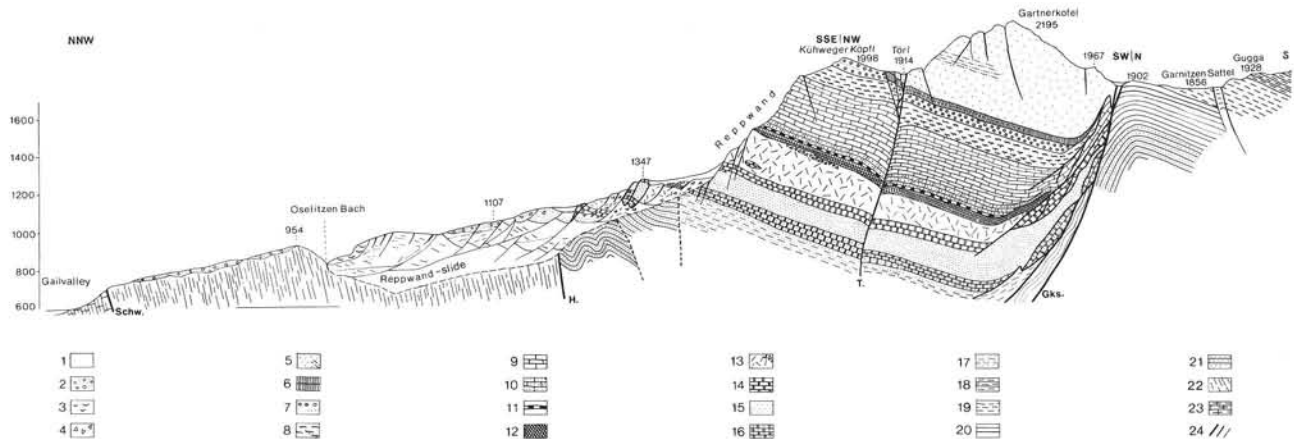 NNW
Gartnerkofel
2195
SSE | NW
Kühweger Köpfl
1998
Törl
1914
1967
SW | N
1902
Garnitzen Sattel
1856
Gugga
1928
S
Reppwand
1600
1400
1200
1000
800
600
1347
1107
Oselitzen Bach
954
Gailvalley
Reppwand-slide
Schw.
H.
T.
Gks.
1
2
3
4
5
6
7
8
9
10
11
12
13
14
15
16
17
18
19
20
21
22
23
24